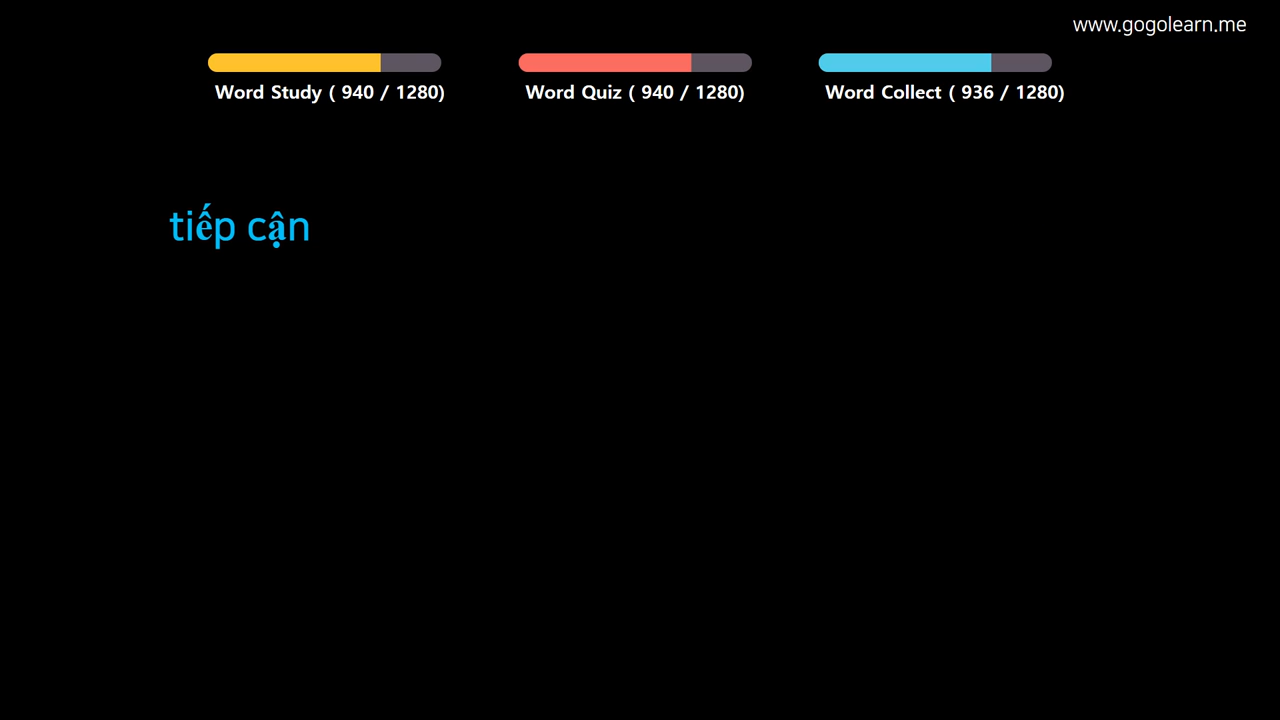 www.gogolearn.me
Word Study ( 940 / 1280)
Word Quiz ( 940 / 1280)
Word Collect ( 936 / 1280)
tiếp cận